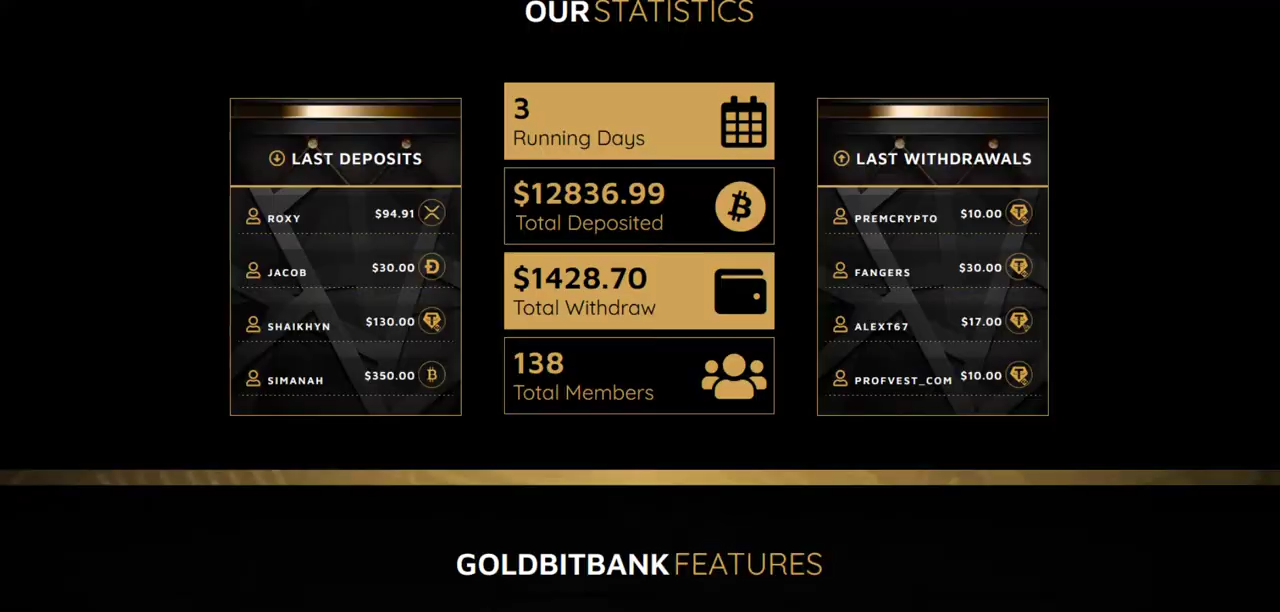 OUR STATISTICS
LAST DEPOSITS
ROXY $94.91
JACOB $30.00
SHAIKHYN $130.00
SIMANAH $350.00
3
Running Days
$12836.99
Total Deposited
$1428.70
Total Withdraw
138
Total Members
LAST WITHDRAWALS
PREMCRYPTO $10.00
FANGERS $30.00
ALEXT67 $17.00
PROFVEST_COM $10.00
GOLDBITBANK FEATURES